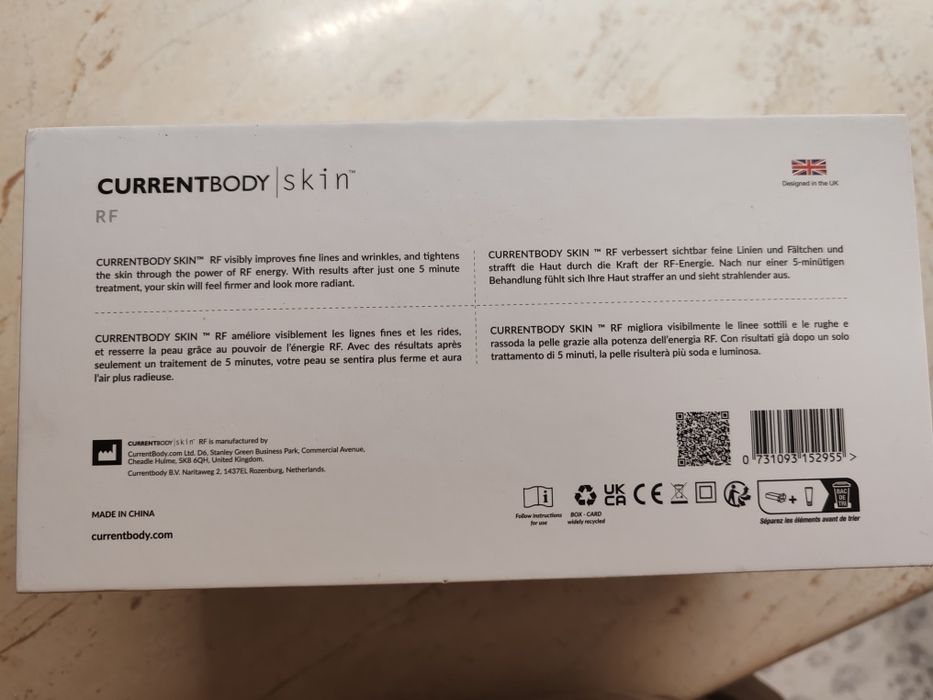 CURRENTBODY | skin™
RF
Designed in the UK
CURRENTBODY SKIN™ RF visibly improves fine lines and wrinkles, and tightens
the skin through the power of RF energy. With results after just one 5 minute
treatment, your skin will feel firmer and look more radiant.
CURRENTBODY SKIN ™ RF verbessert sichtbar feine Linien und Fältchen und
strafft die Haut durch die Kraft der RF-Energie. Nach nur einer 5-minütigen
Behandlung fühlt sich Ihre Haut straffer an und sieht strahlender aus.
CURRENTBODY SKIN ™ RF améliore visiblement les lignes fines et les rides,
et resserre la peau grâce au pouvoir de l'énergie RF. Avec des résultats après
seulement un traitement de 5 minutes, votre peau se sentira plus ferme et aura
l'air plus radieuse.
CURRENTBODY SKIN ™ RF migliora visibilmente le linee sottili e le rughe e
rassoda la pelle grazie alla potenza dell'energia RF. Con risultati già dopo un solo
trattamento di 5 minuti, la pelle risulterà più soda e luminosa.
CURRENTBODY | skin™ RF is manufactured by
CurrentBody.com Ltd. D6, Stanley Green Business Park, Commercial Avenue,
Cheadle Hulme, SK8 6QH, United Kingdom.
Currentbody B.V. Naritaweg 2, 1437EL Rozenburg, Netherlands.
MADE IN CHINA
currentbody.com
0 731093 152955 >
Follow instructions
for use
BOX - CARD
widely recycled
UK
CA
CE
BAC
DE
TRI
Séparez les éléments avant de trier